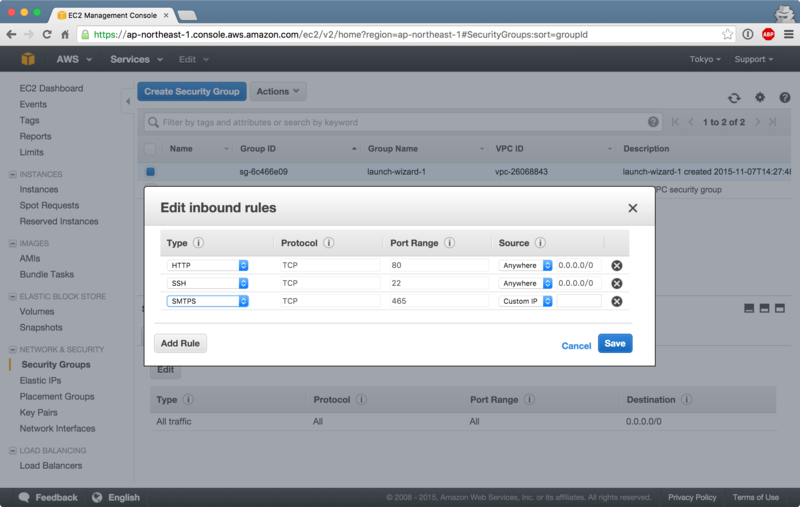 EC2 Management Console
https://ap-northeast-1.console.aws.amazon.com/ec2/v2/home?region=ap-northeast-1#SecurityGroups:sort=groupId
ABP
AWS Services Edit Tokyo Support
EC2 Dashboard
Events
Tags
Reports
Limits
INSTANCES
Instances
Spot Requests
Reserved Instances
IMAGES
AMIs
Bundle Tasks
ELASTIC BLOCK STORE
Volumes
Snapshots
NETWORK & SECURITY
Security Groups
Elastic IPs
Placement Groups
Key Pairs
Network Interfaces
LOAD BALANCING
Load Balancers
Create Security Group Actions
Filter by tags and attributes or search by keyword
1 to 2 of 2
Name Group ID Group Name VPC ID Description
sg-6c466e09 launch-wizard-1 vpc-26068843 launch-wizard-1 created 2015-11-07T14:27:48
VPC security group
Edit inbound rules
Type Protocol Port Range Source
HTTP TCP 80 Anywhere 0.0.0.0/0
SSH TCP 22 Anywhere 0.0.0.0/0
SMTPS TCP 465 Custom IP
Add Rule Cancel Save
Edit
Type Protocol Port Range Destination
All traffic All All 0.0.0.0/0
Feedback English © 2008 - 2015, Amazon Web Services, Inc. or its affiliates. All rights reserved. Privacy Policy Terms of Use